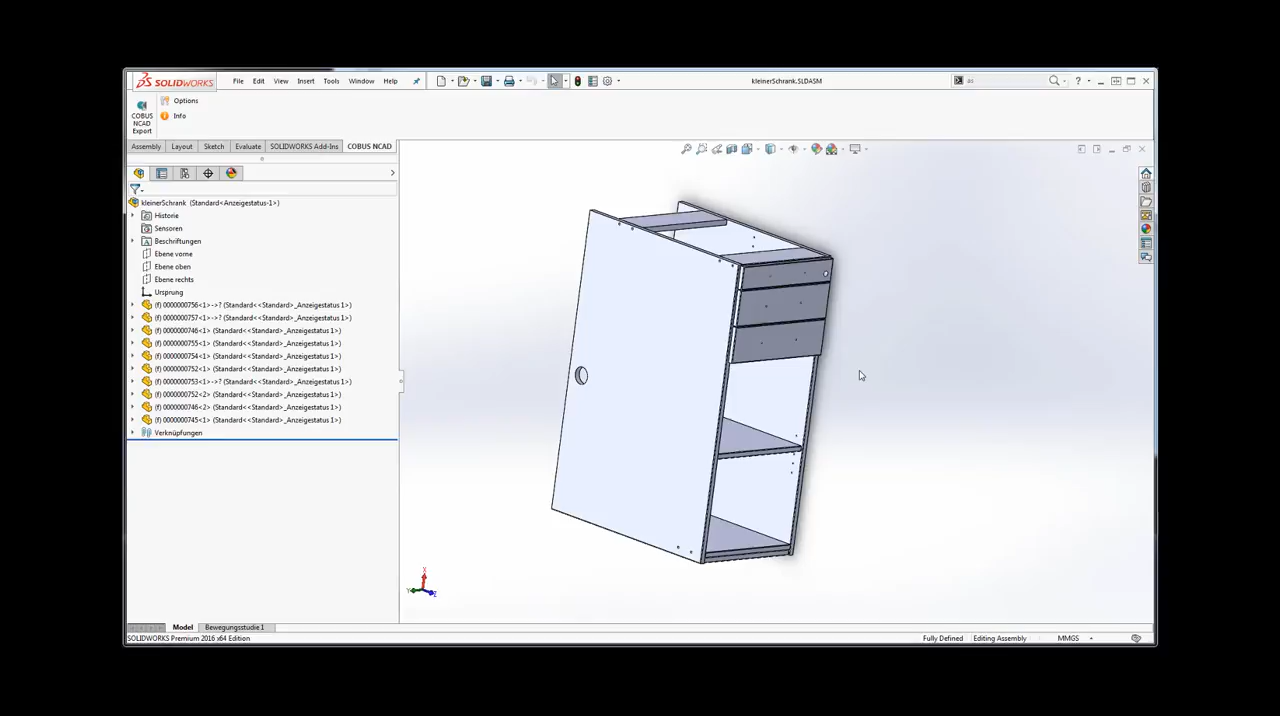 SOLIDWORKS File Edit View Insert Tools Window Help kleinerSchrank.SLDASM as ?
COBUS NCAD Export
Options
Info
Assembly Layout Sketch Evaluate SOLIDWORKS Add-Ins COBUS NCAD
kleinerSchrank (Standard<Anzeigestatus-1>)
Historie
Sensoren
A Beschriftungen
Ebene vorne
Ebene oben
Ebene rechts
Ursprung
(f) 0000000756<1>->? (Standard<<Standard>_Anzeigestatus 1>)
(f) 0000000757<1>->? (Standard<<Standard>_Anzeigestatus 1>)
(f) 0000000746<1> (Standard<<Standard>_Anzeigestatus 1>)
(f) 0000000755<1> (Standard<<Standard>_Anzeigestatus 1>)
(f) 0000000754<1> (Standard<<Standard>_Anzeigestatus 1>)
(f) 0000000752<1> (Standard<<Standard>_Anzeigestatus 1>)
(f) 0000000753<1>->? (Standard<<Standard>_Anzeigestatus 1>)
(f) 0000000752<2> (Standard<<Standard>_Anzeigestatus 1>)
(f) 0000000746<2> (Standard<<Standard>_Anzeigestatus 1>)
(f) 0000000745<1> (Standard<<Standard>_Anzeigestatus 1>)
Verknüpfungen
X
Y Z
Model Bewegungsstudie 1
SOLIDWORKS Premium 2016 x64 Edition Fully Defined Editing Assembly MMGS